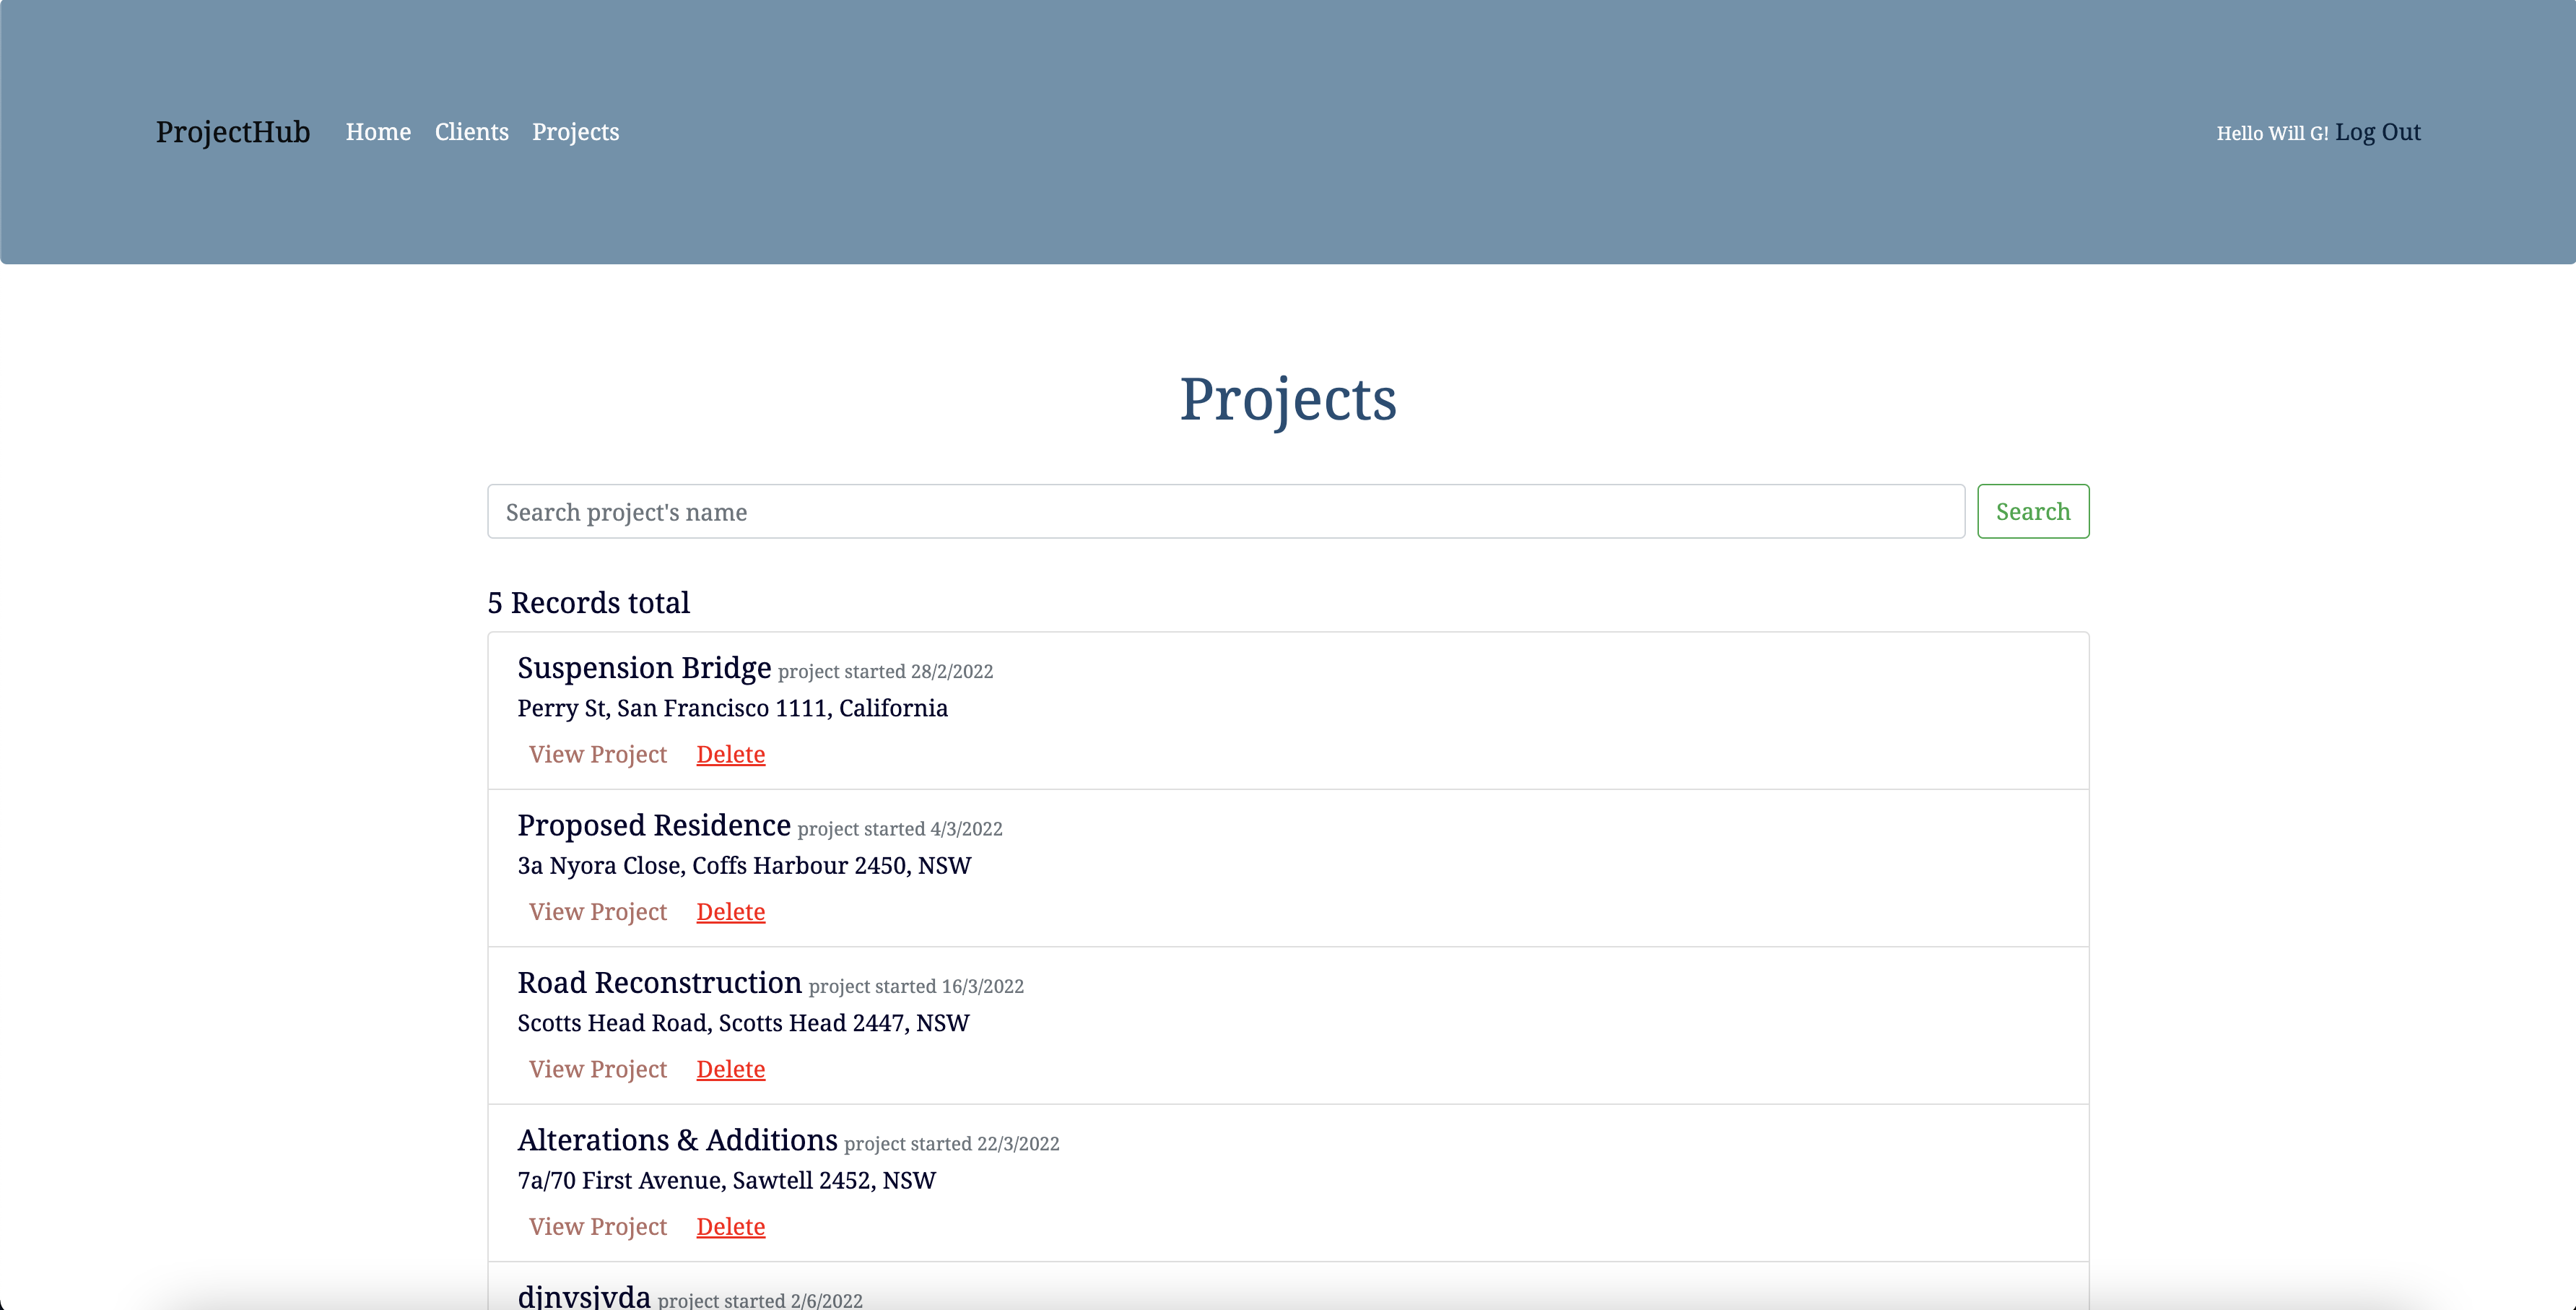 ProjectHub Home Clients Projects Hello Will G! Log Out
Projects
Search project's name Search
5 Records total
Suspension Bridge project started 28/2/2022
Perry St, San Francisco 1111, California
View Project Delete
Proposed Residence project started 4/3/2022
3a Nyora Close, Coffs Harbour 2450, NSW
View Project Delete
Road Reconstruction project started 16/3/2022
Scotts Head Road, Scotts Head 2447, NSW
View Project Delete
Alterations & Additions project started 22/3/2022
7a/70 First Avenue, Sawtell 2452, NSW
View Project Delete
djnvsjvda project started 2/6/2022